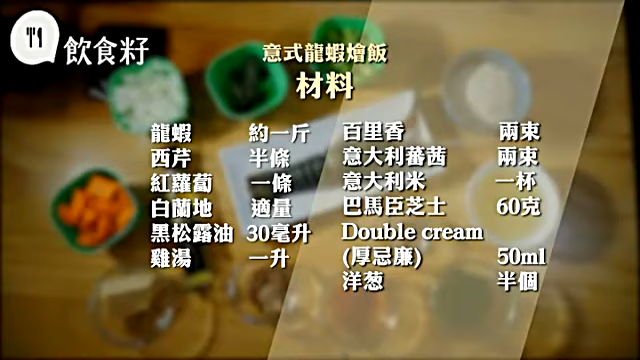 飲食籽
意式龍蝦燴飯
材料
龍蝦 約一斤
西芹 半條
紅蘿蔔 一條
白蘭地 適量
黑松露油 30毫升
雞湯 一升
百里香 兩束
意大利蕃茜 兩束
意大利米 一杯
巴馬臣芝士 60克
Double cream
(厚忌廉) 50ml
洋葱 半個